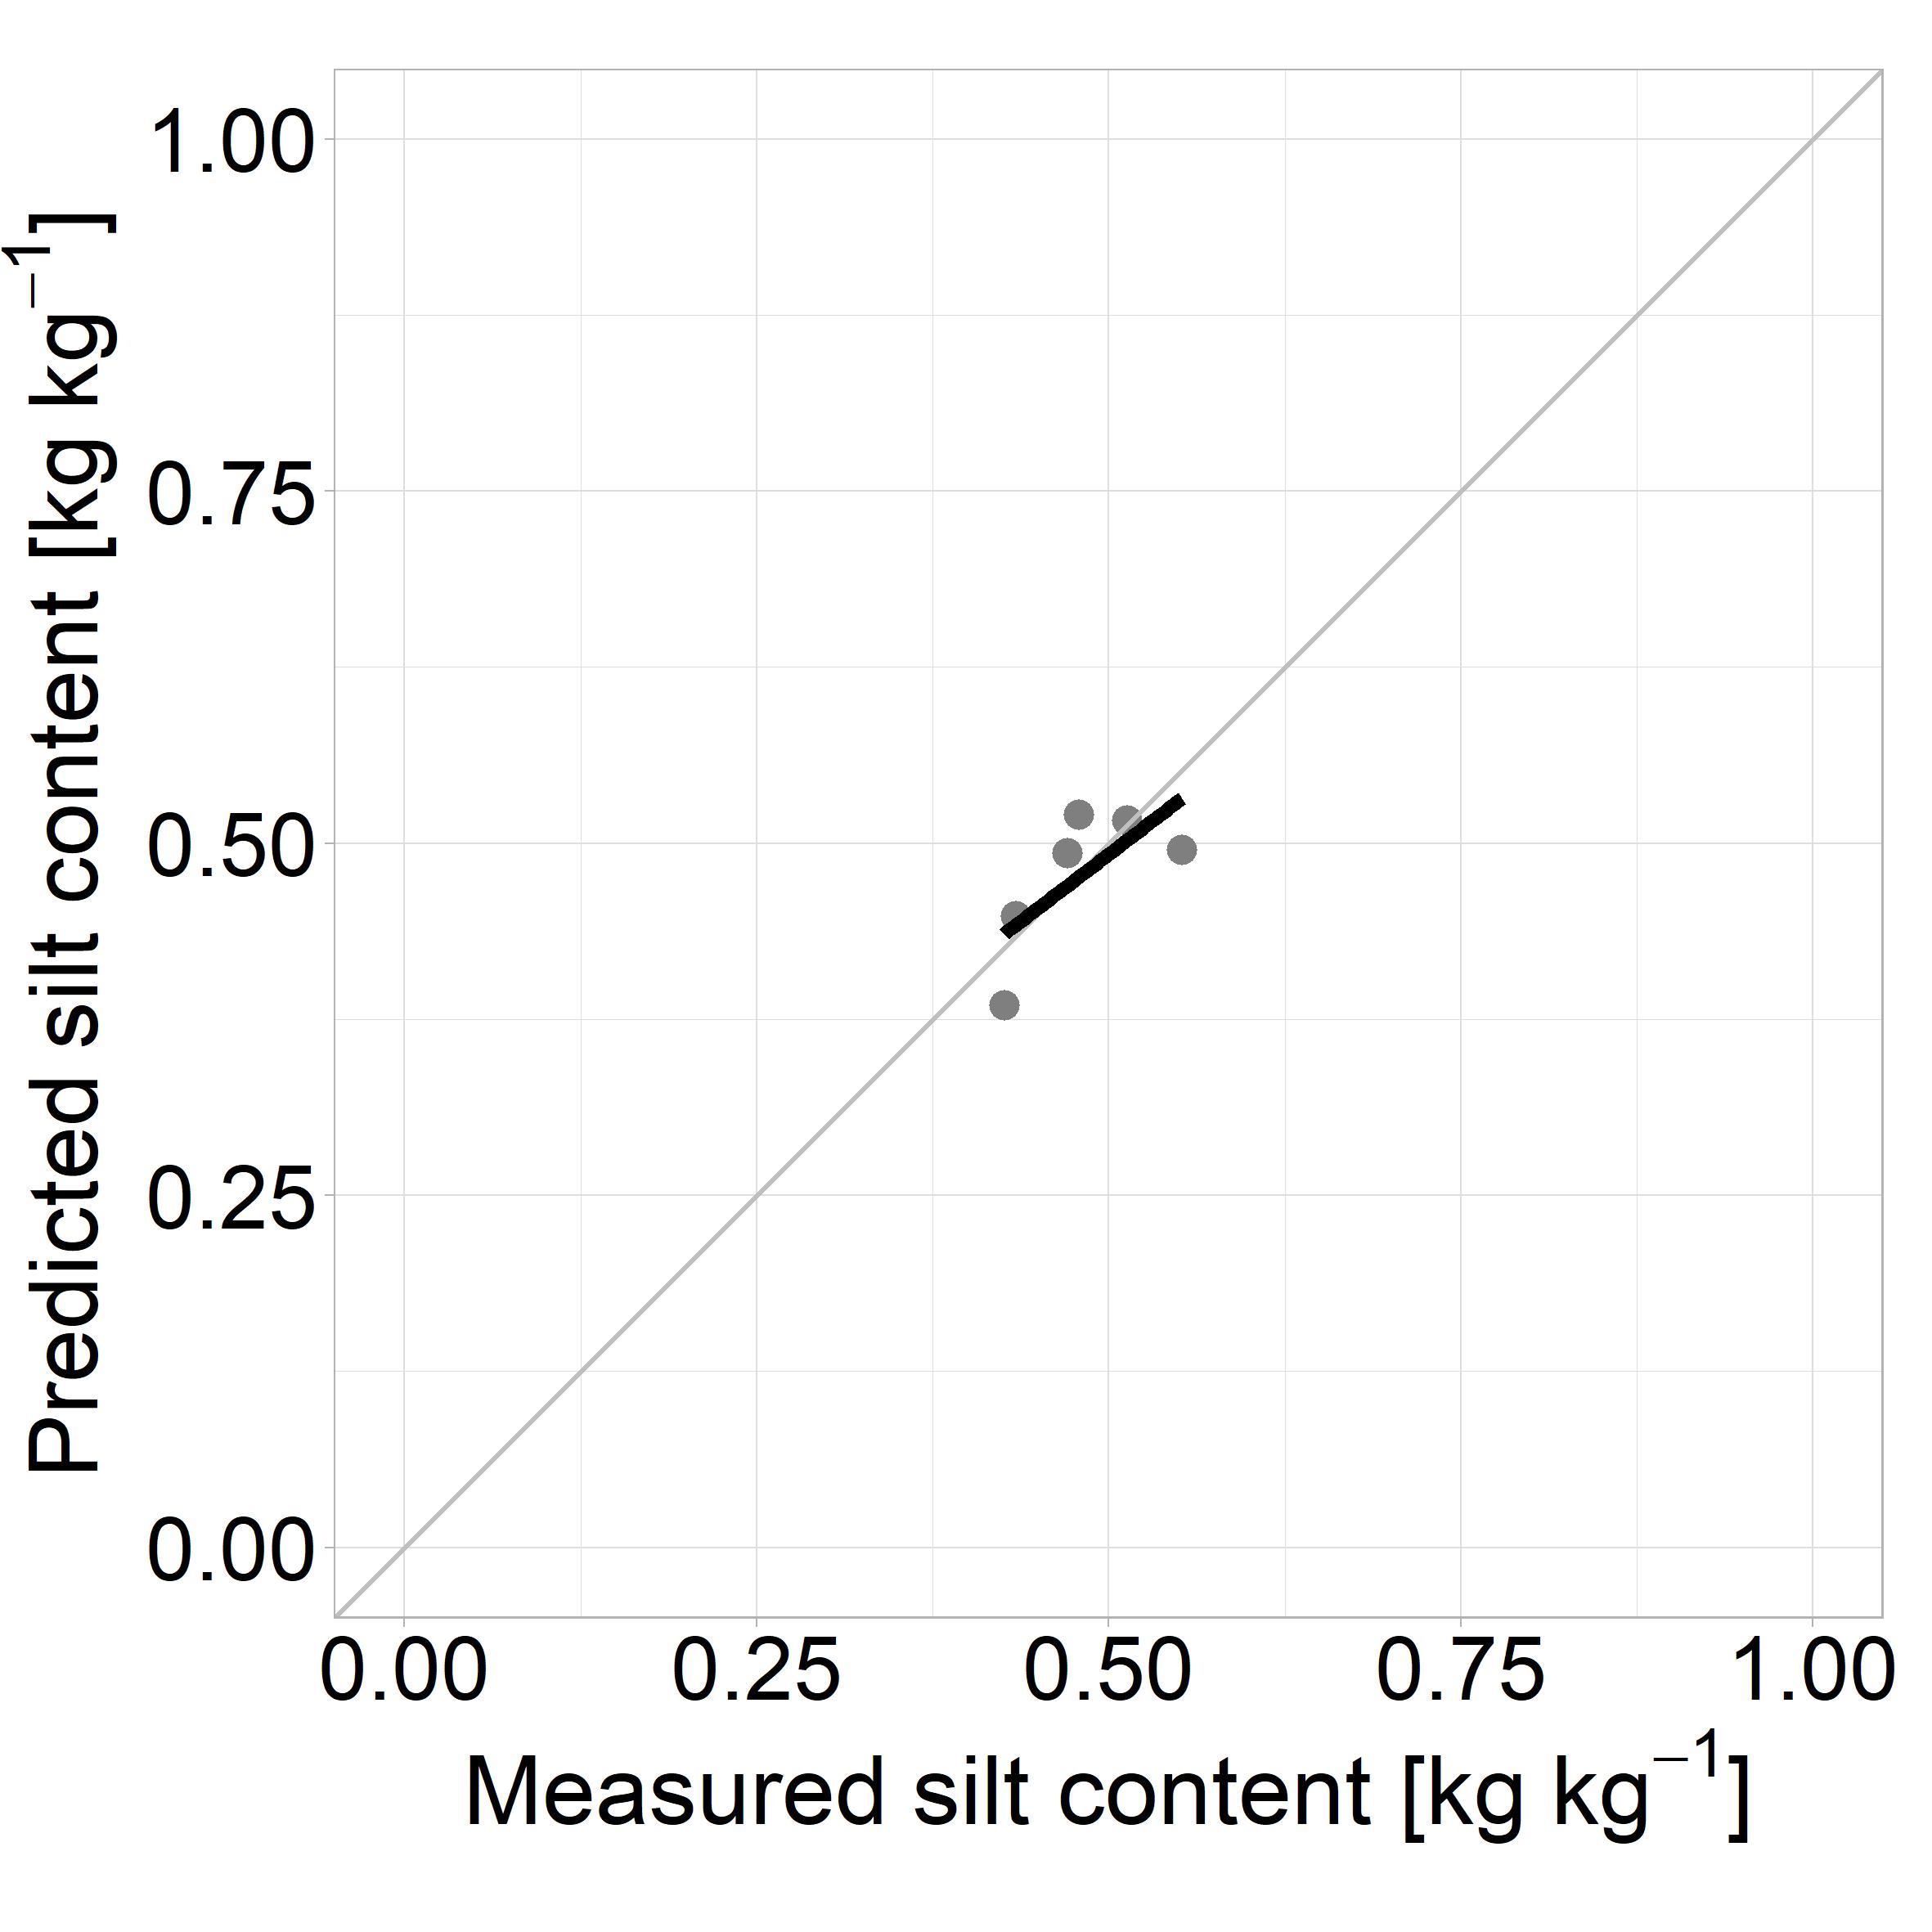 Predicted silt content [kg kg⁻¹]
1.00
0.75
0.50
0.25
0.00
0.00 0.25 0.50 0.75 1.00
Measured silt content [kg kg⁻¹]